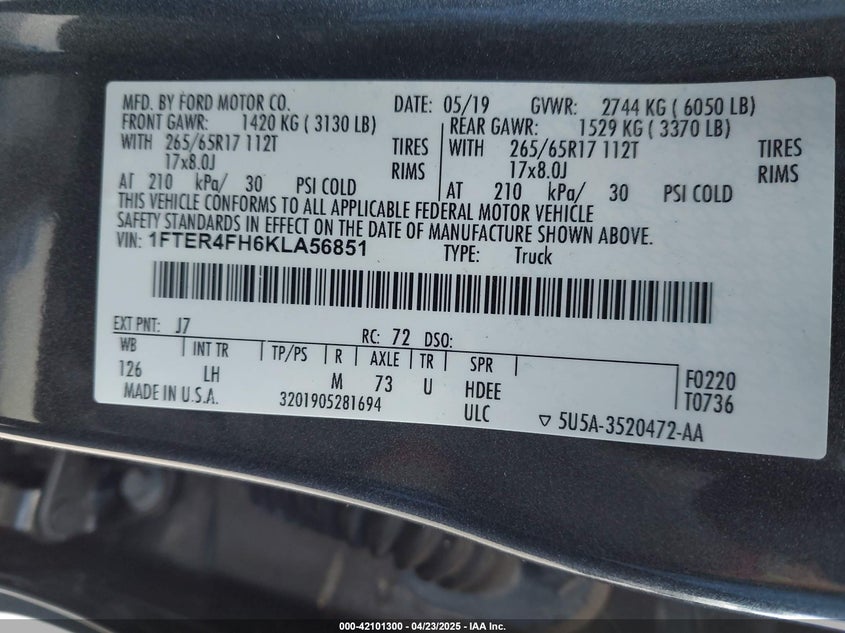 MFD. BY FORD MOTOR CO. DATE: 05/19 GVWR: 2744 KG ( 6050 LB)
FRONT GAWR: 1420 KG ( 3130 LB) REAR GAWR: 1529 KG ( 3370 LB)
WITH 265/65R17 112T TIRES WITH 265/65R17 112T TIRES
17x8.0J RIMS 17x8.0J RIMS
AT 210 kPa/ 30 PSI COLD AT 210 kPa/ 30 PSI COLD
THIS VEHICLE CONFORMS TO ALL APPLICABLE FEDERAL MOTOR VEHICLE
SAFETY STANDARDS IN EFFECT ON THE DATE OF MANUFACTURE SHOWN ABOVE.
VIN: 1FTER4FH6KLA56851 TYPE: Truck
EXT PNT: J7 RC: 72 DSO:
WB INT TR TP/PS R AXLE TR SPR
126 LH M 73 U HDEE F0220
MADE IN U.S.A. 3201905281694 ULC T0736
5U5A-3520472-AA
000-42101300 - 04/23/2025 - IAA Inc.